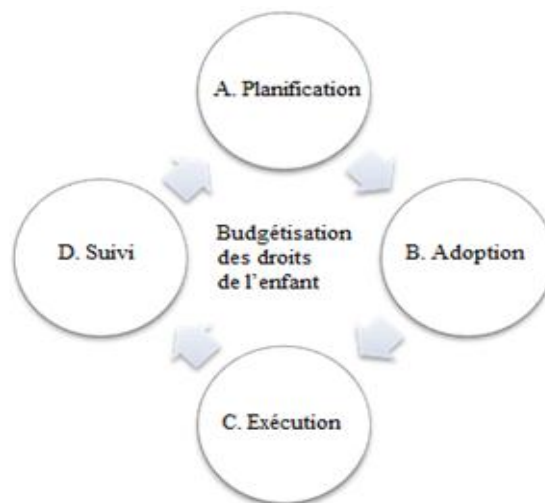 A. Planification
D. Suivi
Budgétisation
des droits
de l'enfant
B. Adoption
C. Exécution